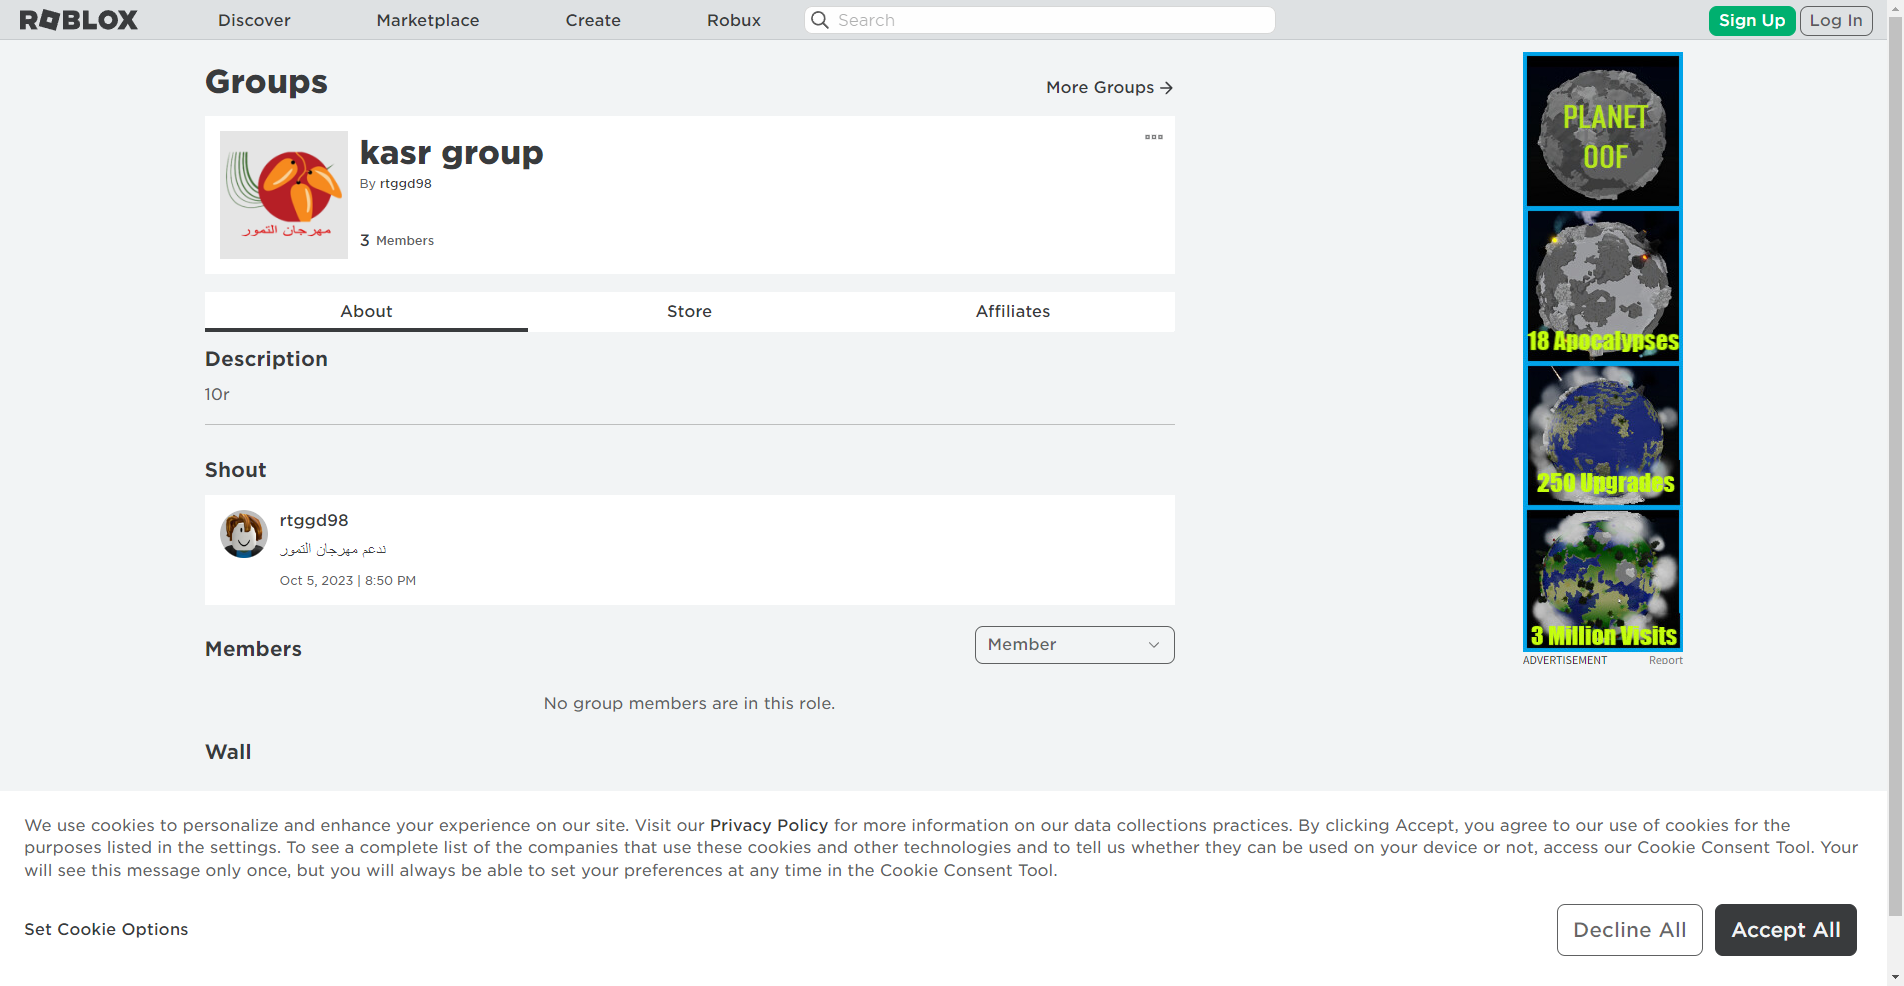 ROBLOX
Discover
Marketplace
Create
Robux
Search
Sign Up
Log In
Groups
More Groups
kasr group
By rtggd98
3 Members
مهرجان التمور
About
Store
Affiliates
Description
10r
Shout
rtggd98
ندعم مهرجان التمور
Oct 5, 2023 | 8:50 PM
Members
Member
No group members are in this role.
Wall
PLANET
OOF
18 Apocalypses
250 Upgrades
3 Million Visits
ADVERTISEMENT
Report
We use cookies to personalize and enhance your experience on our site. Visit our Privacy Policy for more information on our data collections practices. By clicking Accept, you agree to our use of cookies for the
purposes listed in the settings. To see a complete list of the companies that use these cookies and other technologies and to tell us whether they can be used on your device or not, access our Cookie Consent Tool. Your
will see this message only once, but you will always be able to set your preferences at any time in the Cookie Consent Tool.
Set Cookie Options
Decline All
Accept All